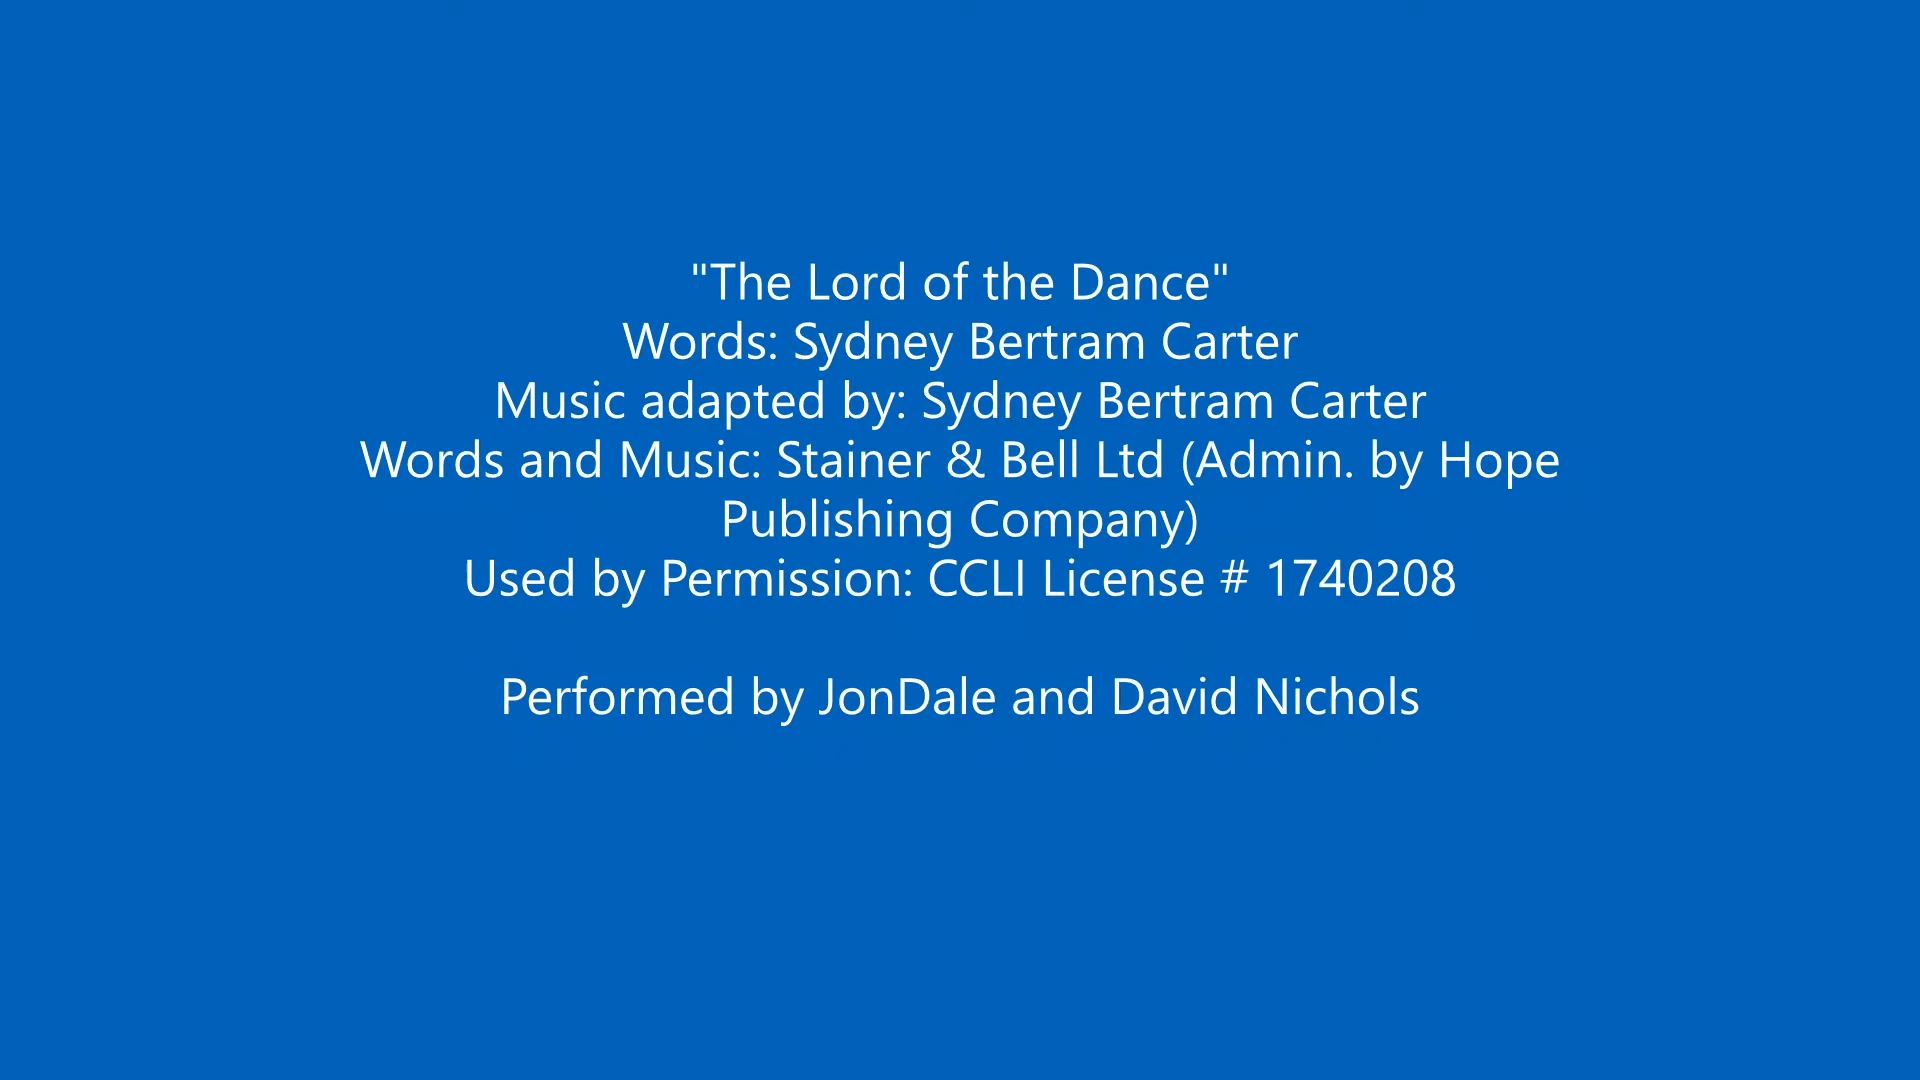 "The Lord of the Dance"
Words: Sydney Bertram Carter
Music adapted by: Sydney Bertram Carter
Words and Music: Stainer & Bell Ltd (Admin. by Hope
Publishing Company)
Used by Permission: CCLI License # 1740208
Performed by JonDale and David Nichols